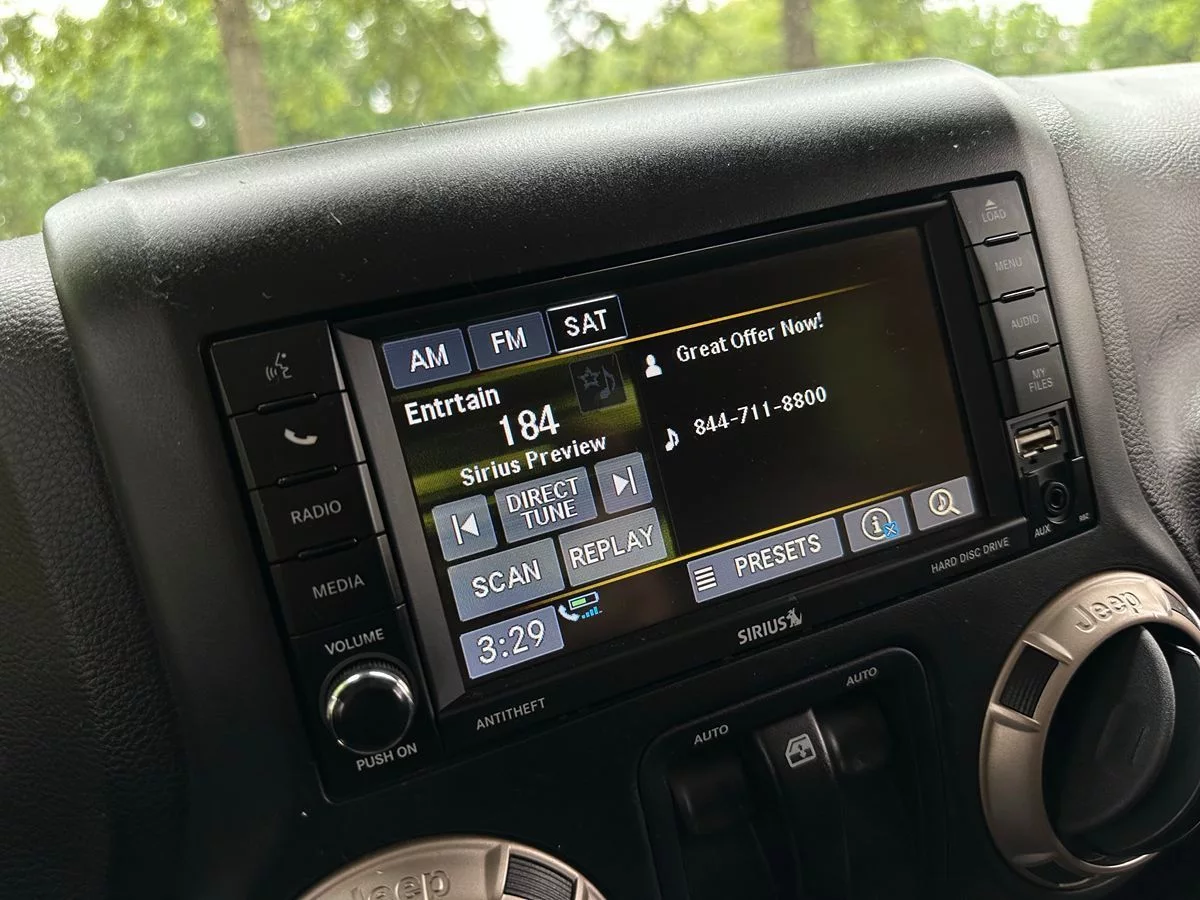 LOAD
MENU
AUDIO
MY
FILES
AM
FM
SAT
Great Offer Now!
Entrtain
184
844-711-8800
Sirius Preview
DIRECT
TUNE
RADIO
REPLAY
SCAN
PRESETS
i
MEDIA
3:29
VOLUME
PUSH ON
ANTITHEFT
SIRIUS
HARD DISC DRIVE
AUX
RBZ
AUTO
AUTO
Jeep
Jeep